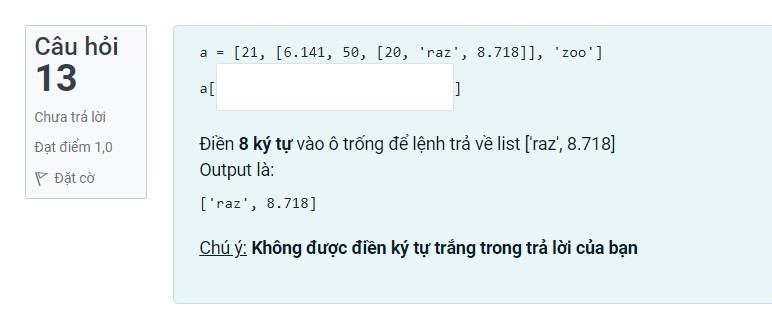 Câu hỏi
13
Chưa trả lời
Đạt điểm 1,0
Đặt cờ
a = [21, [6.141, 50, [20, 'raz', 8.718]], 'zoo']
a[ ]
Điền 8 ký tự vào ô trống để lệnh trả về list ['raz', 8.718]
Output là:
['raz', 8.718]
Chú ý: Không được điền ký tự trắng trong trả lời của bạn